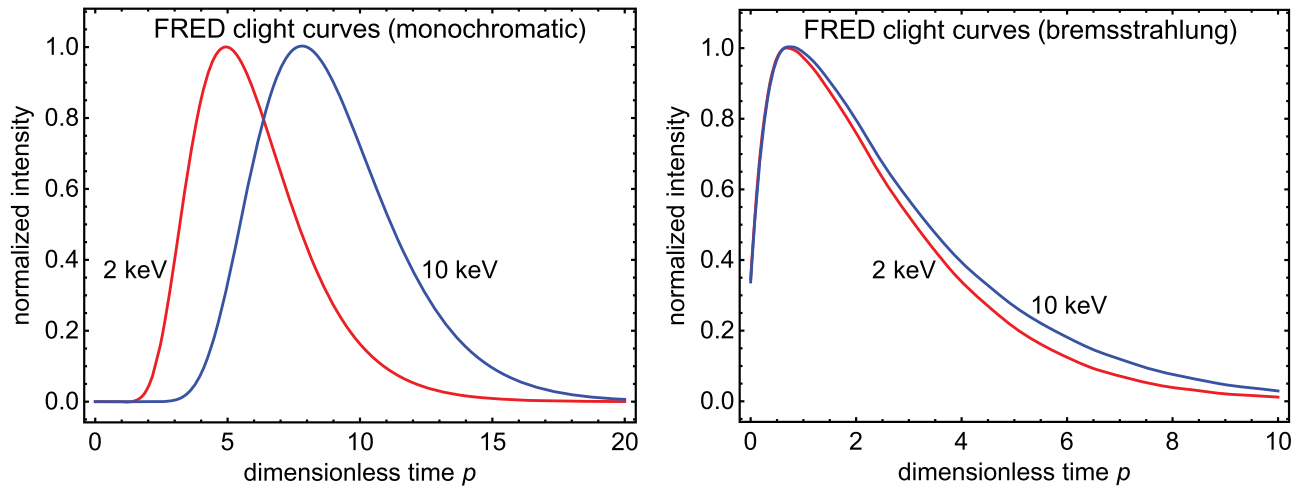 FRED clight curves (monochromatic)
normalized intensity
1.0
0.8
0.6
0.4
0.2
0.0
2 keV
10 keV
0 5 10 15 20
dimensionless time p
FRED clight curves (bremsstrahlung)
normalized intensity
1.0
0.8
0.6
0.4
0.2
0.0
2 keV
10 keV
0 2 4 6 8 10
dimensionless time p